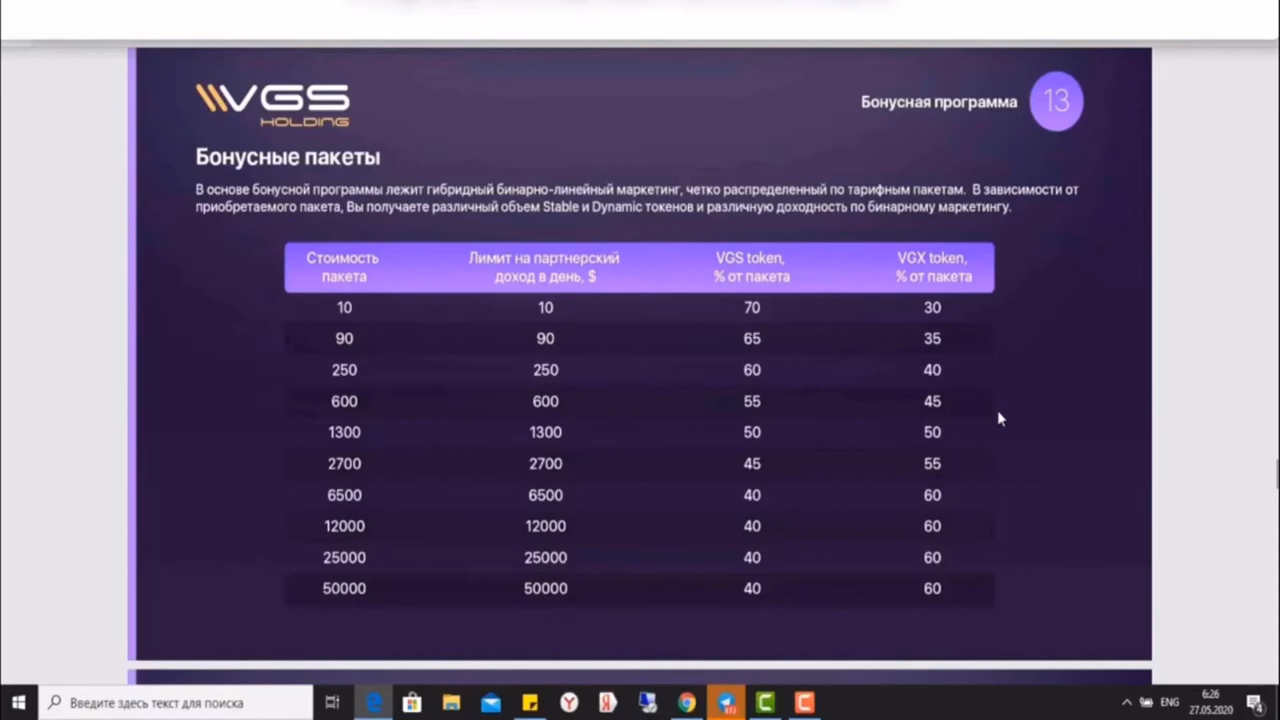 VGS
HOLDING
Бонусная программа 13
Бонусные пакеты
В основе бонусной программы лежит гибридный бинарно-линейный маркетинг, четко распределенный по тарифным пакетам. В зависимости от
приобретаемого пакета, Вы получаете различный объем Stable и Dynamic токенов и различную доходность по бинарному маркетингу.
Стоимость Лимит на партнерский VGS token, VGX token,
пакета доход в день, $ % от пакета % от пакета
10 10 70 30
90 90 65 35
250 250 60 40
600 600 55 45
1300 1300 50 50
2700 2700 45 55
6500 6500 40 60
12000 12000 40 60
25000 25000 40 60
50000 50000 40 60
Введите здесь текст для поиска
ENG
6:26
27.05.2020
4